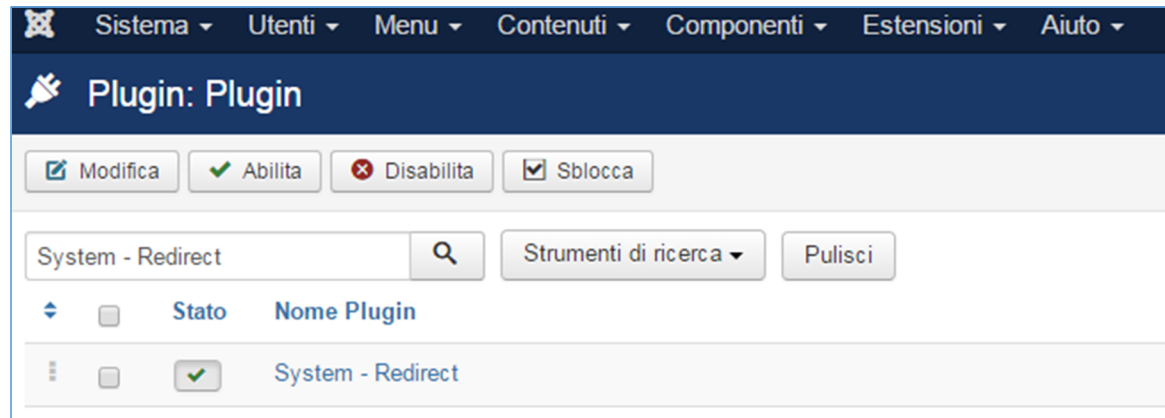 Sistema Utenti Menu Contenuti Componenti Estensioni Aiuto
Plugin: Plugin
Modifica Abilita Disabilita Sblocca
System - Redirect Strumenti di ricerca Pulisci
Stato Nome Plugin
System - Redirect